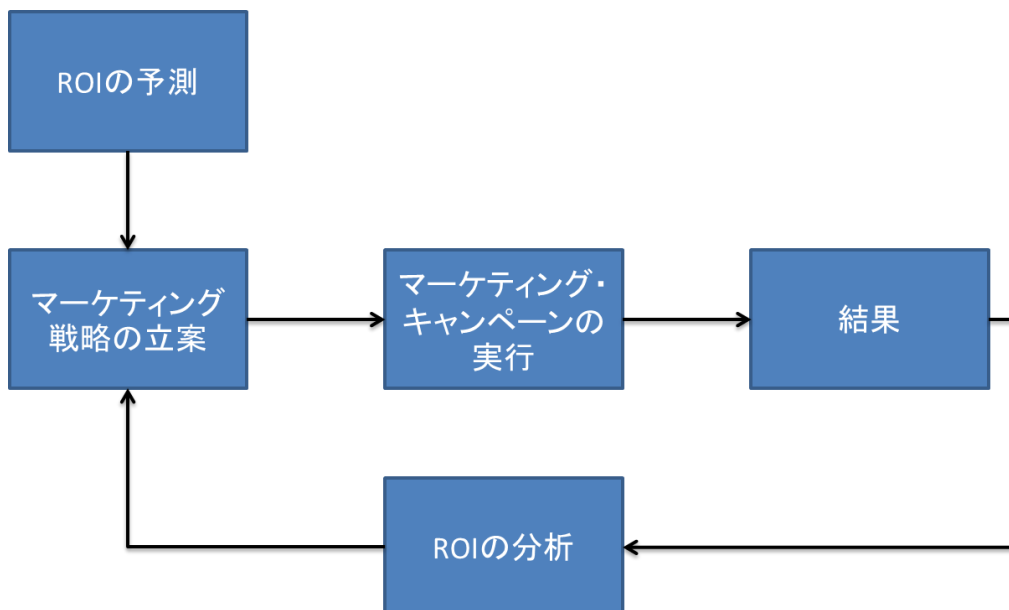 ROIの予測
マーケティング
戦略の立案
マーケティング・
キャンペーンの
実行
結果
ROIの分析